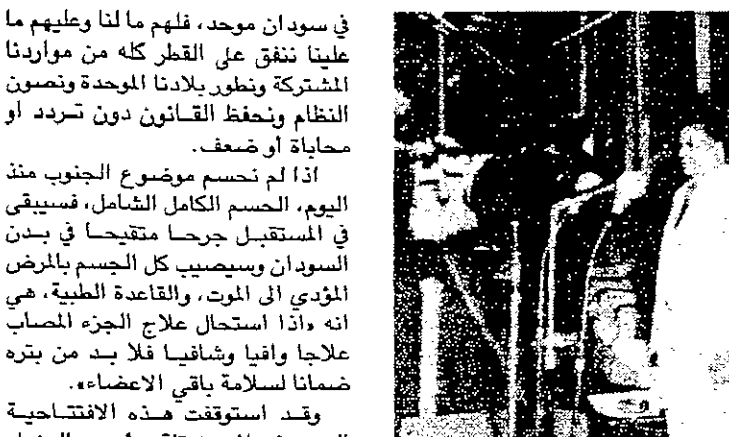 في سودان موحد، فلهم ما لنا وعليهم ما
علينا ننفق على القطر كله من مواردنا
المشتركة ونطور بلادنا الموحدة ونصون
النظام ونحفظ القانون دون تردد او
محاباة او ضعف.
اذا لم نحسم موضوع الجنوب منذ
اليوم، الحسم الكامل الشامل، فسيبقى
في المستقبل جرحا متقيحا في بدن
السودان وسيصيب كل الجسم بالمرض
المؤدي الى الموت، والقاعدة الطبية، هي
انه «اذا استحال علاج الجزء المصاب
علاجا وافيا وشافيا فلا بد من بتره
ضمانا لسلامة باقي الاعضاء».
وقد استوقفت هذه الافتتاحية